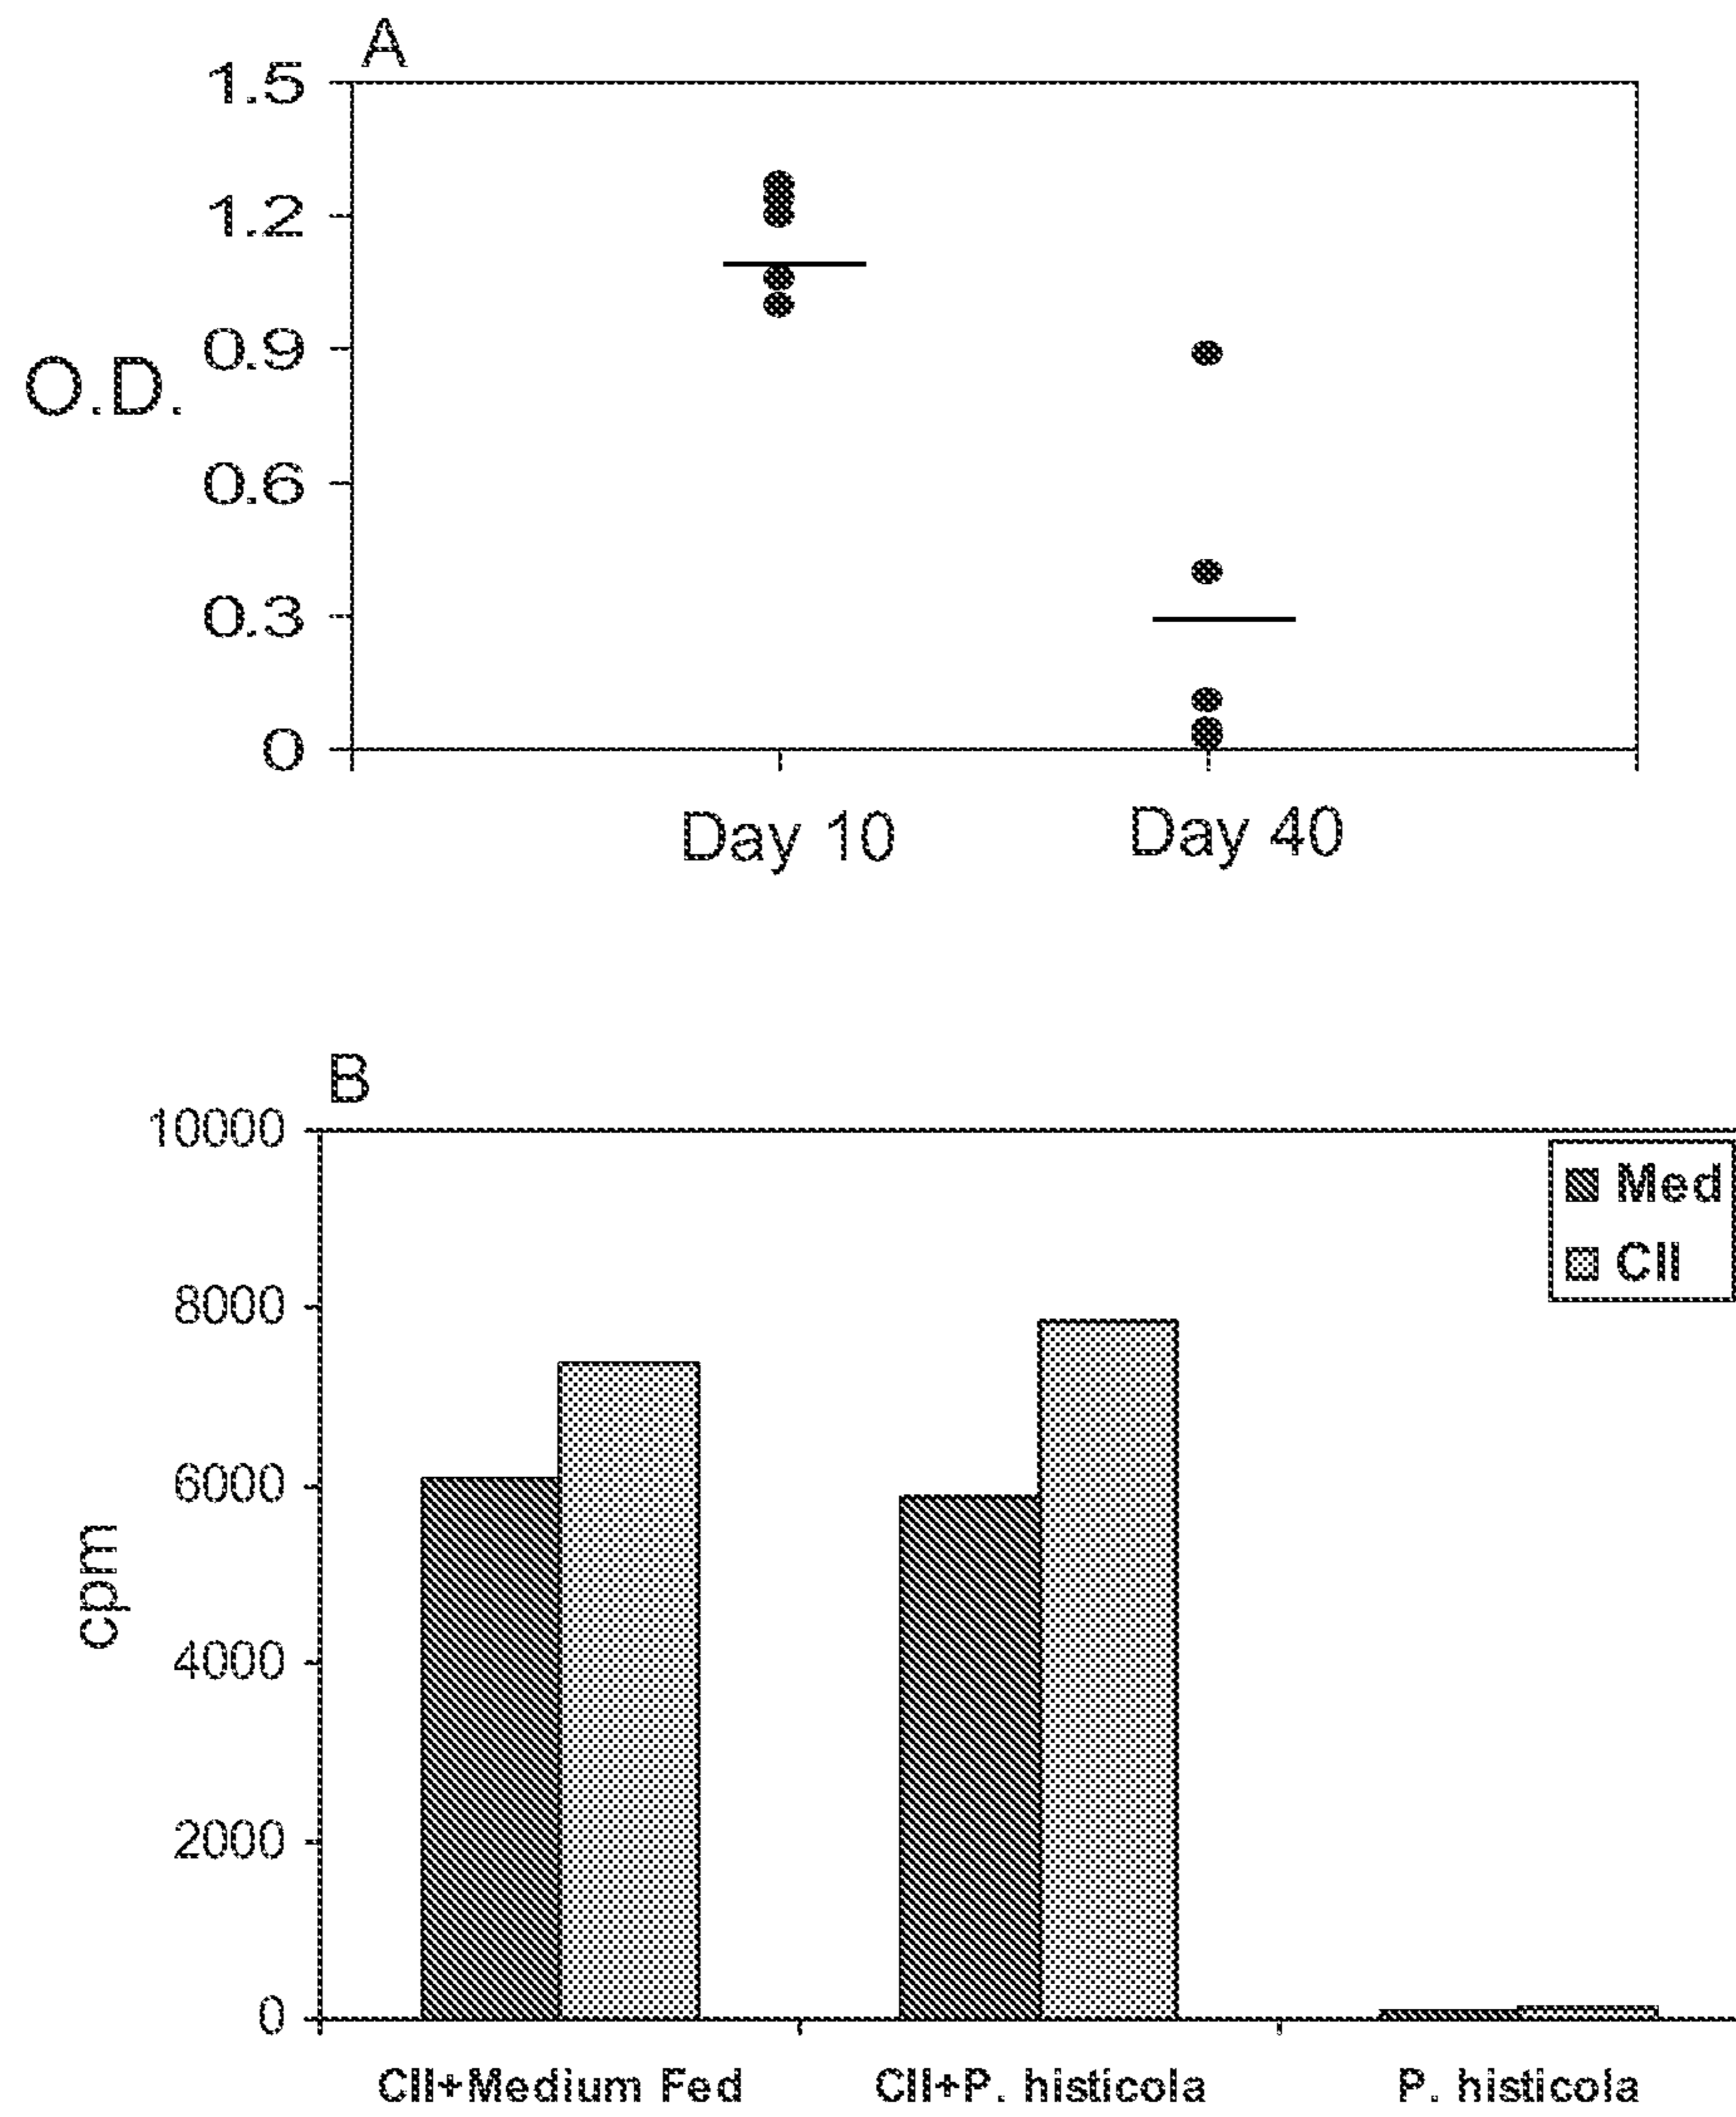 A
1.5
1.2
0.9
0.6
0.3
0
O.D.
Day 10 Day 40
B
10000
8000
6000
4000
2000
0
cpm
Med
CII
CII+Medium Fed CII+P. histicola P. histicola